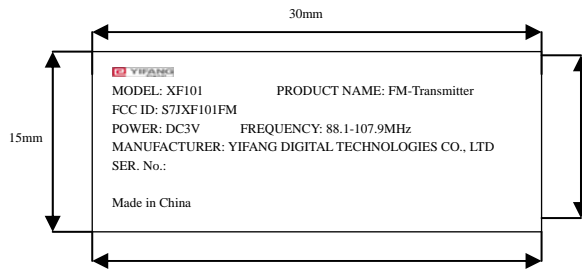 30mm
15mm
YIFANG
MODEL: XF101 PRODUCT NAME: FM-Transmitter
FCC ID: S7JXF101FM
POWER: DC3V FREQUENCY: 88.1-107.9MHz
MANUFACTURER: YIFANG DIGITAL TECHNOLOGIES CO., LTD
SER. No.:
Made in China